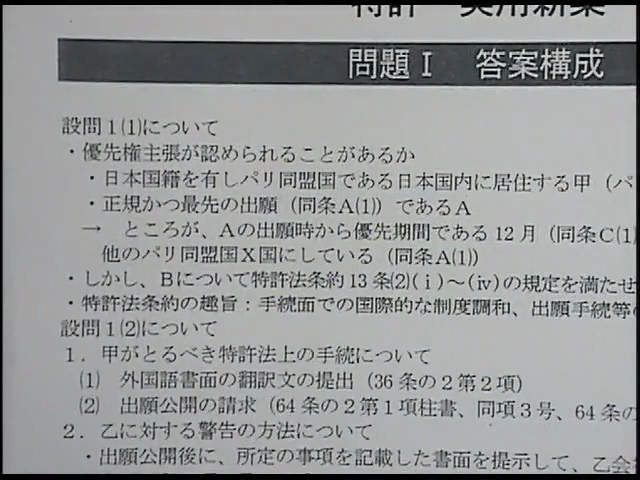 特許 実用新案
問題Ⅰ 答案構成
設問1(1)について
・優先権主張が認められることがあるか
・日本国籍を有しパリ同盟国である日本国内に居住する甲（パ
・正規かつ最先の出願（同条A(1)）であるA
→ ところが、Aの出願時から優先期間である12月（同条C(1)
他のパリ同盟国X国にしている（同条A(1)）
・しかし、Bについて特許法条約13条(2)(ⅰ)～(ⅳ)の規定を満たせ
・特許法条約の趣旨：手続面での国際的な制度調和、出願手続等の
設問1(2)について
1．甲がとるべき特許法上の手続について
(1) 外国語書面の翻訳文の提出（36条の2第2項）
(2) 出願公開の請求（64条の2第1項柱書、同項3号、64条の
2．乙に対する警告の方法について
・出願公開後に、所定の事項を記載した書面を提示して、乙会